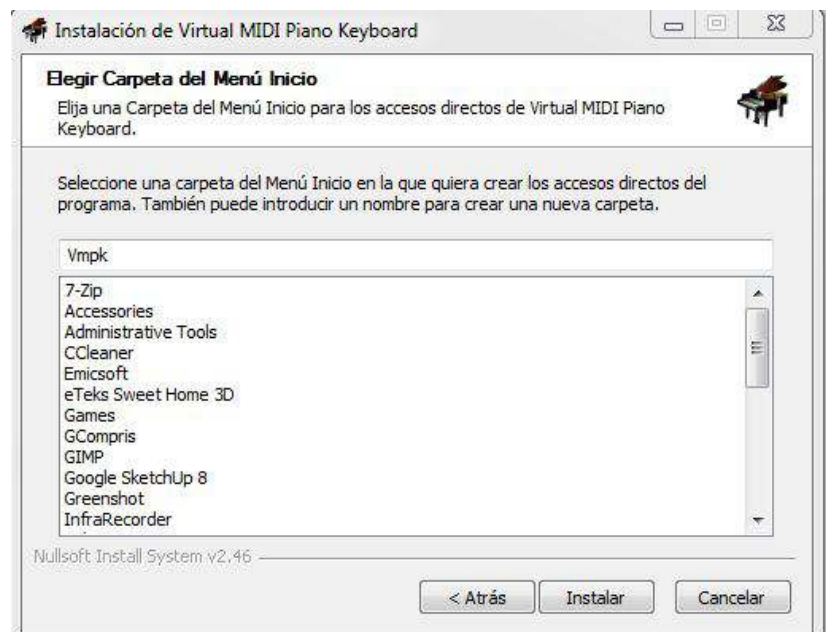 Instalación de Virtual MIDI Piano Keyboard
Elegir Carpeta del Menú Inicio
Elija una Carpeta del Menú Inicio para los accesos directos de Virtual MIDI Piano
Keyboard.
Seleccione una carpeta del Menú Inicio en la que quiera crear los accesos directos del
programa. También puede introducir un nombre para crear una nueva carpeta.
Vmpk
7-Zip
Accessories
Administrative Tools
CCleaner
Emicsoft
eTeks Sweet Home 3D
Games
GCompris
GIMP
Google SketchUp 8
Greenshot
InfraRecorder
Nullsoft Install System v2.46
< Atrás Instalar Cancelar